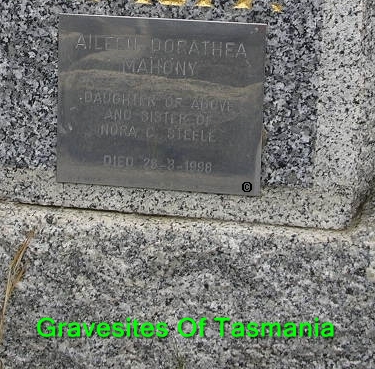 AILEEN DORATHEA
MAHONY
DAUGHTER OF ABOVE
AND SISTER OF
NORA C. STEELE
DIED 28-3-1998
©
Gravesites Of Tasmania